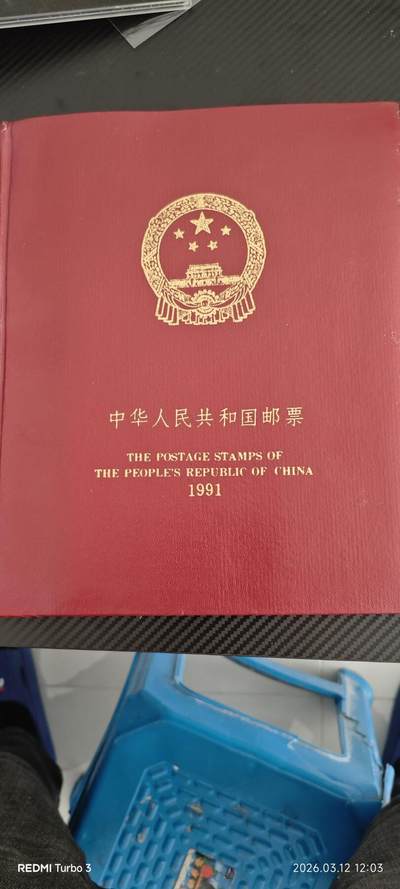 中华人民共和国邮票
THE POSTAGE STAMPS OF
THE PEOPLE'S REPUBLIC OF CHINA
1991
REDMI Turbo 3
2026.03.12 12:03